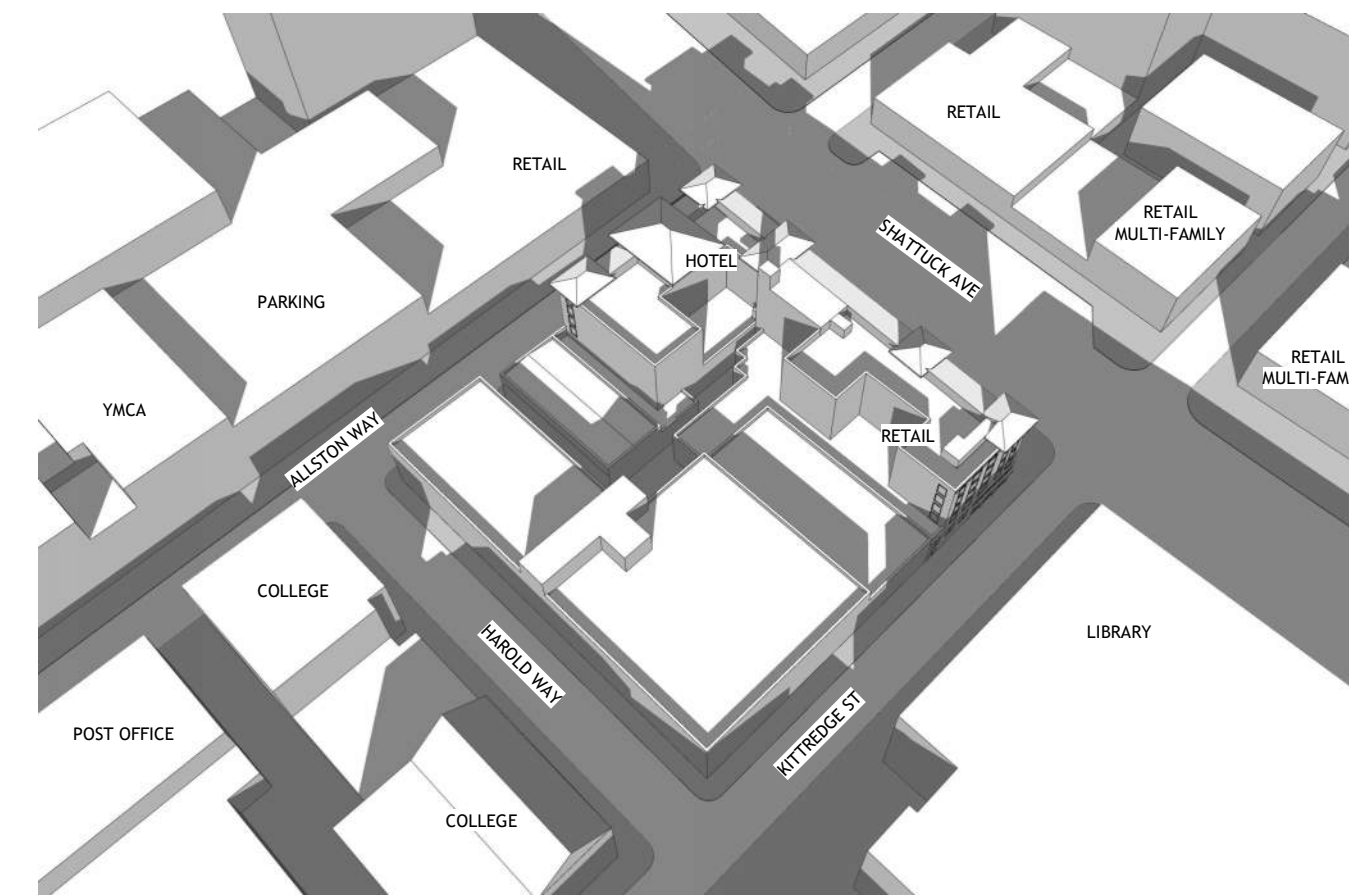 RETAIL
RETAIL
RETAIL
MULTI-FAMILY
SHATTUCK AVE
HOTEL
PARKING
RETAIL
MULTI-FAM
YMCA
ALLSTON WAY
RETAIL
COLLEGE
HAROLD WAY
LIBRARY
POST OFFICE
KITTREDGE ST
COLLEGE